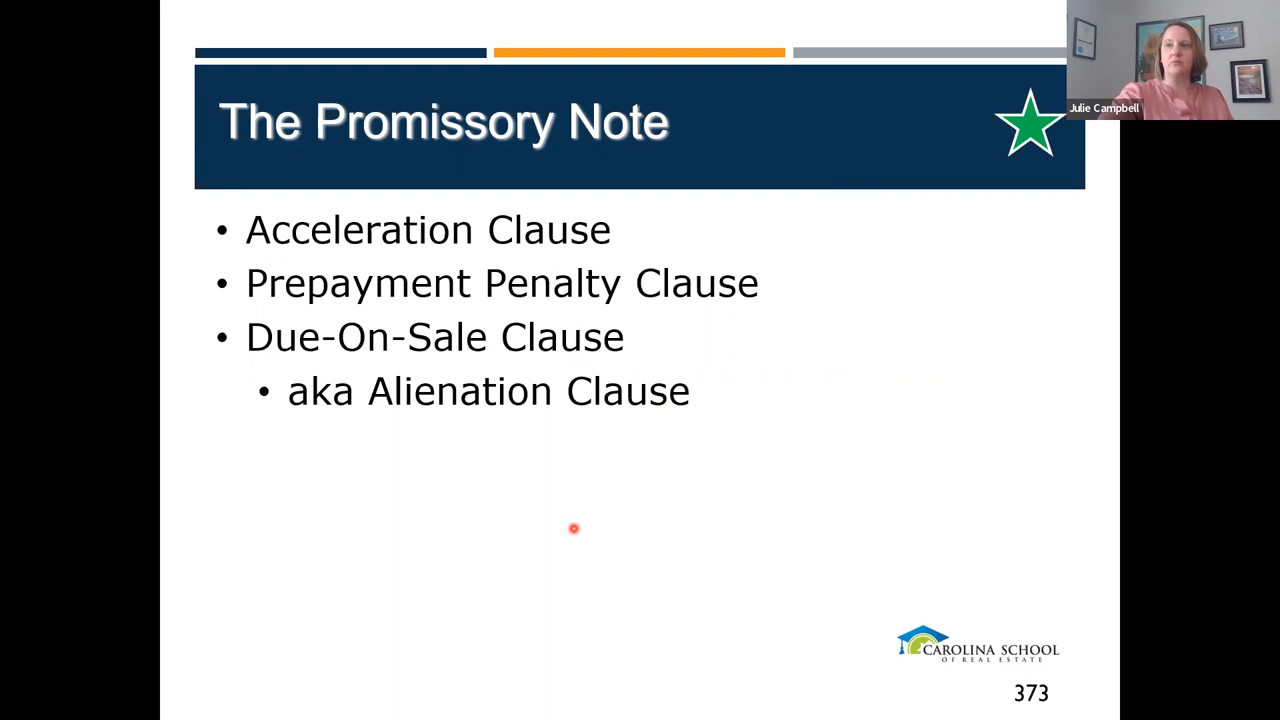 The Promissory Note
Julie Campbell
• Acceleration Clause
• Prepayment Penalty Clause
• Due-On-Sale Clause
• aka Alienation Clause
CAROLINA SCHOOL
OF REAL ESTATE
373